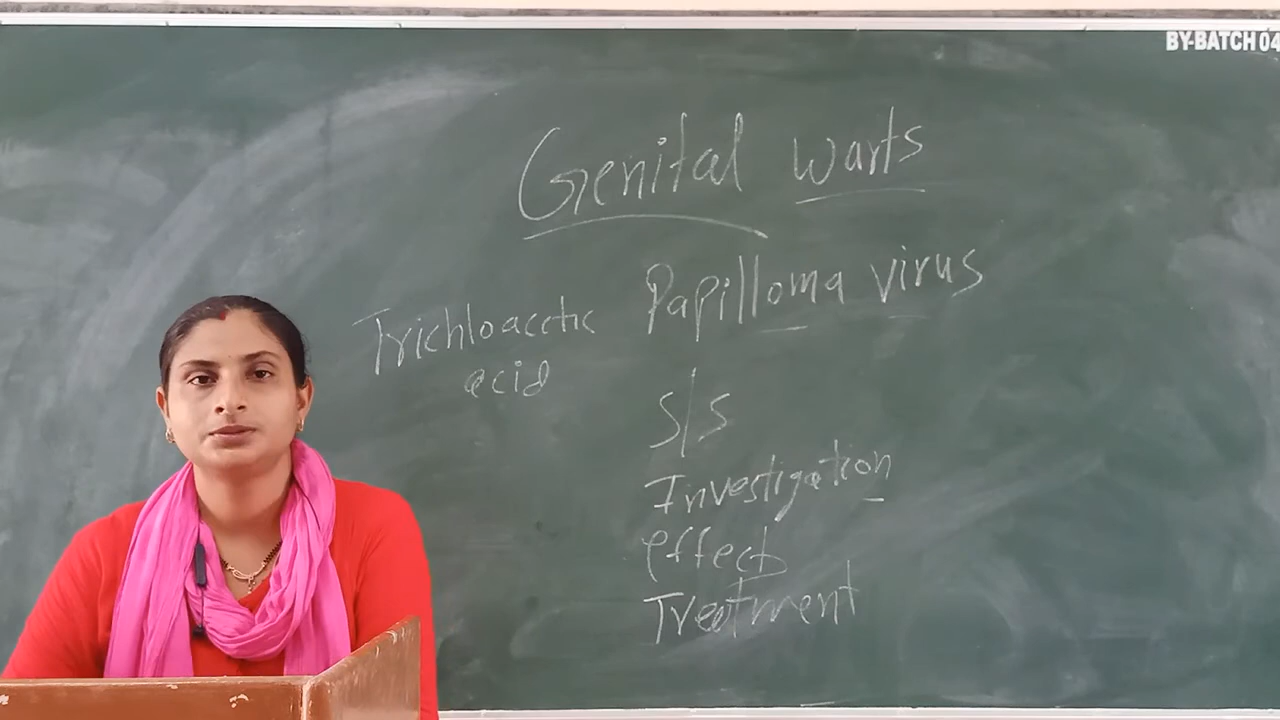 BY-BATCH 04
Genital warts
Papilloma virus
Trichloacetic
acid
S/S
Investigation
effect
Treatment